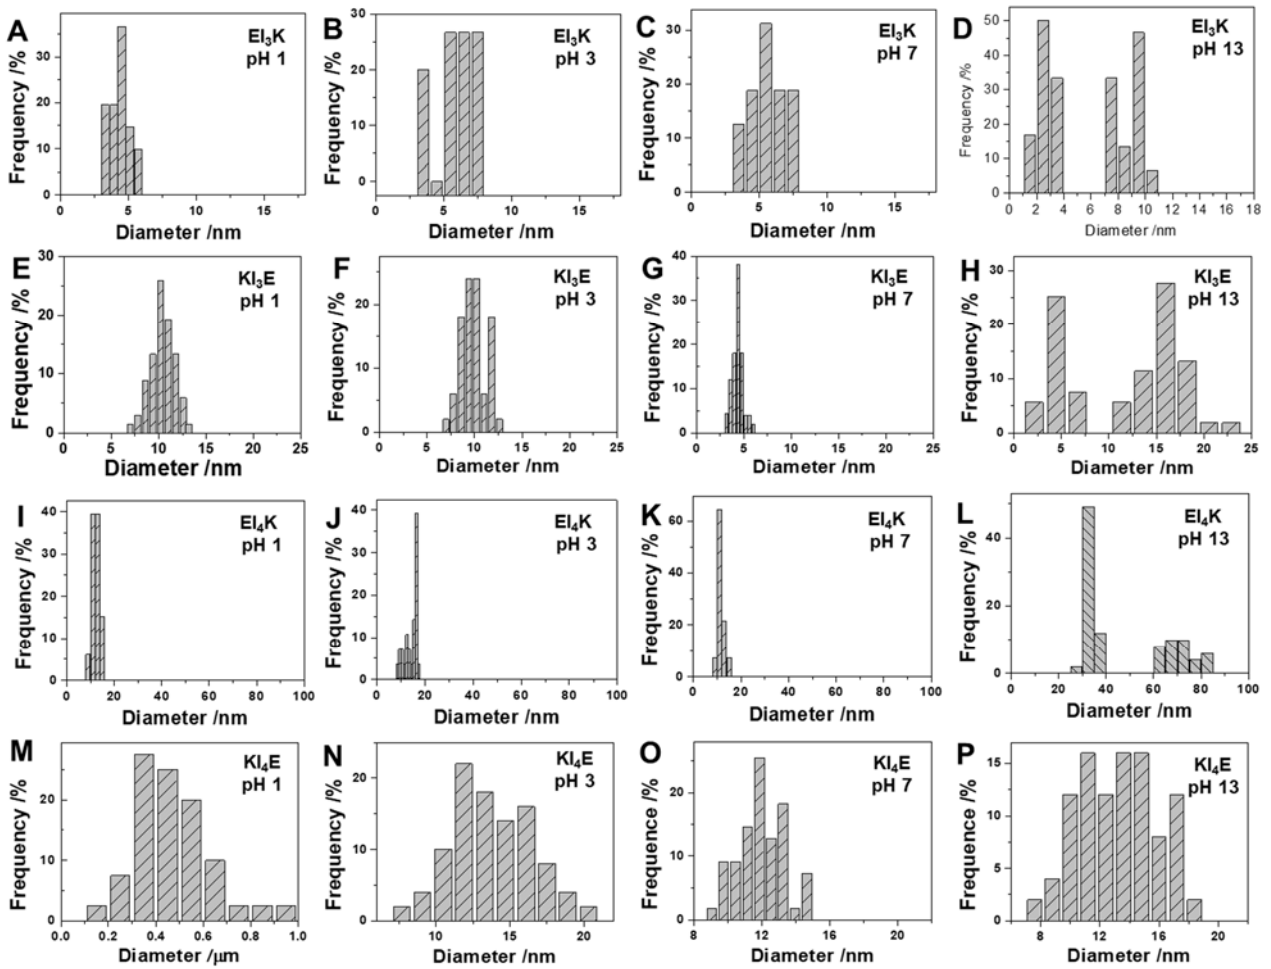 A
EI₃K
pH 1
Frequency /%
30
20
10
0
0 5 10 15
Diameter /nm
B
EI₃K
pH 3
Frequency /%
30
20
10
0
0 5 10 15
Diameter /nm
C
EI₃K
pH 7
Frequency /%
30
20
10
0
0 5 10 15
Diameter /nm
D
EI₃K
pH 13
Frequency /%
50
40
30
20
10
0
0 2 4 6 8 10 12 14 16 18
Diameter /nm
E
KI₃E
pH 1
Frequency /%
30
20
10
0
0 5 10 15 20 25
Diameter /nm
F
KI₃E
pH 3
Frequency /%
20
10
0
0 5 10 15 20 25
Diameter /nm
G
KI₃E
pH 7
Frequency /%
40
30
20
10
0
0 5 10 15 20 25
Diameter /nm
H
KI₃E
pH 13
Frequency /%
30
20
10
0
0 5 10 15 20 25
Diameter /nm
I
EI₄K
pH 1
Frequency /%
40
30
20
10
0
0 20 40 60 80 100
Diameter /nm
J
EI₄K
pH 3
Frequency /%
40
30
20
10
0
0 20 40 60 80 100
Diameter /nm
K
EI₄K
pH 7
Frequency /%
60
40
20
0
0 20 40 60 80 100
Diameter /nm
L
EI₄K
pH 13
Frequency /%
40
20
0
0 20 40 60 80 100
Diameter /nm
M
KI₄E
pH 1
Frequency /%
20
10
0
0.0 0.2 0.4 0.6 0.8 1.0
Diameter /μm
N
KI₄E
pH 3
Frequency /%
20
10
0
10 15 20
Diameter /nm
O
KI₄E
pH 7
Frequence /%
20
10
0
8 12 16 20
Diameter /nm
P
KI₄E
pH 13
Frequence /%
15
10
5
0
8 12 16 20
Diameter /nm